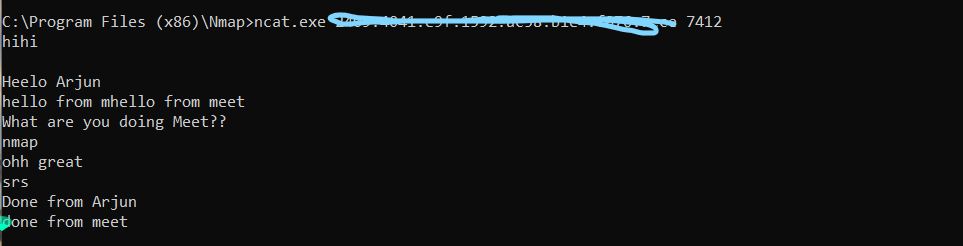 C:\Program Files (x86)\Nmap>ncat.exe 7412
hihi
Heelo Arjun
hello from mhello from meet
What are you doing Meet??
nmap
ohh great
srs
Done from Arjun
done from meet